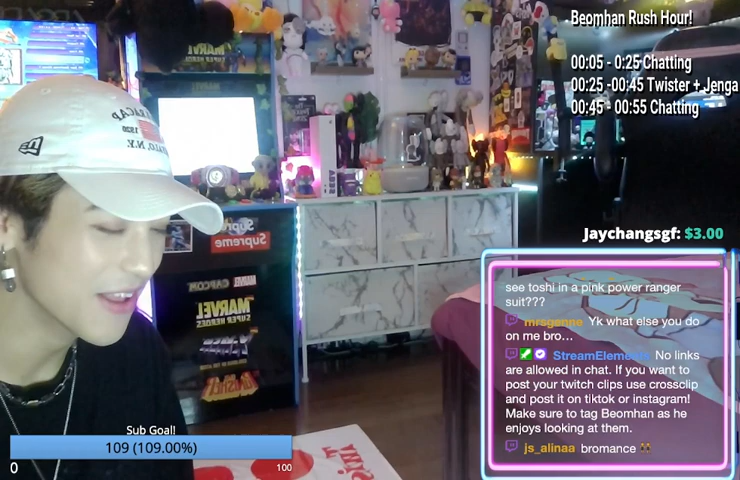 Beomhan Rush Hour!
00:05 - 0:25 Chatting
00:25 -00:45 Twister + Jenga
00:45 - 00:55 Chatting
Jaychangsgf: $3.00
see toshi in a pink power ranger
suit???
mrsgenne Yk what else you do
on me bro...
StreamElements No links
are allowed in chat. If you want to
post your twitch clips use crossclip
and post it on tiktok or instagram!
Make sure to tag Beomhan as he
enjoys looking at them.
js_alinaa bromance
Sub Goal!
109 (109.00%)
0
100
MARVEL
SUPER HEROES
Supreme
Supreme
CAPCOM
MARVEL
SUPER HEROES